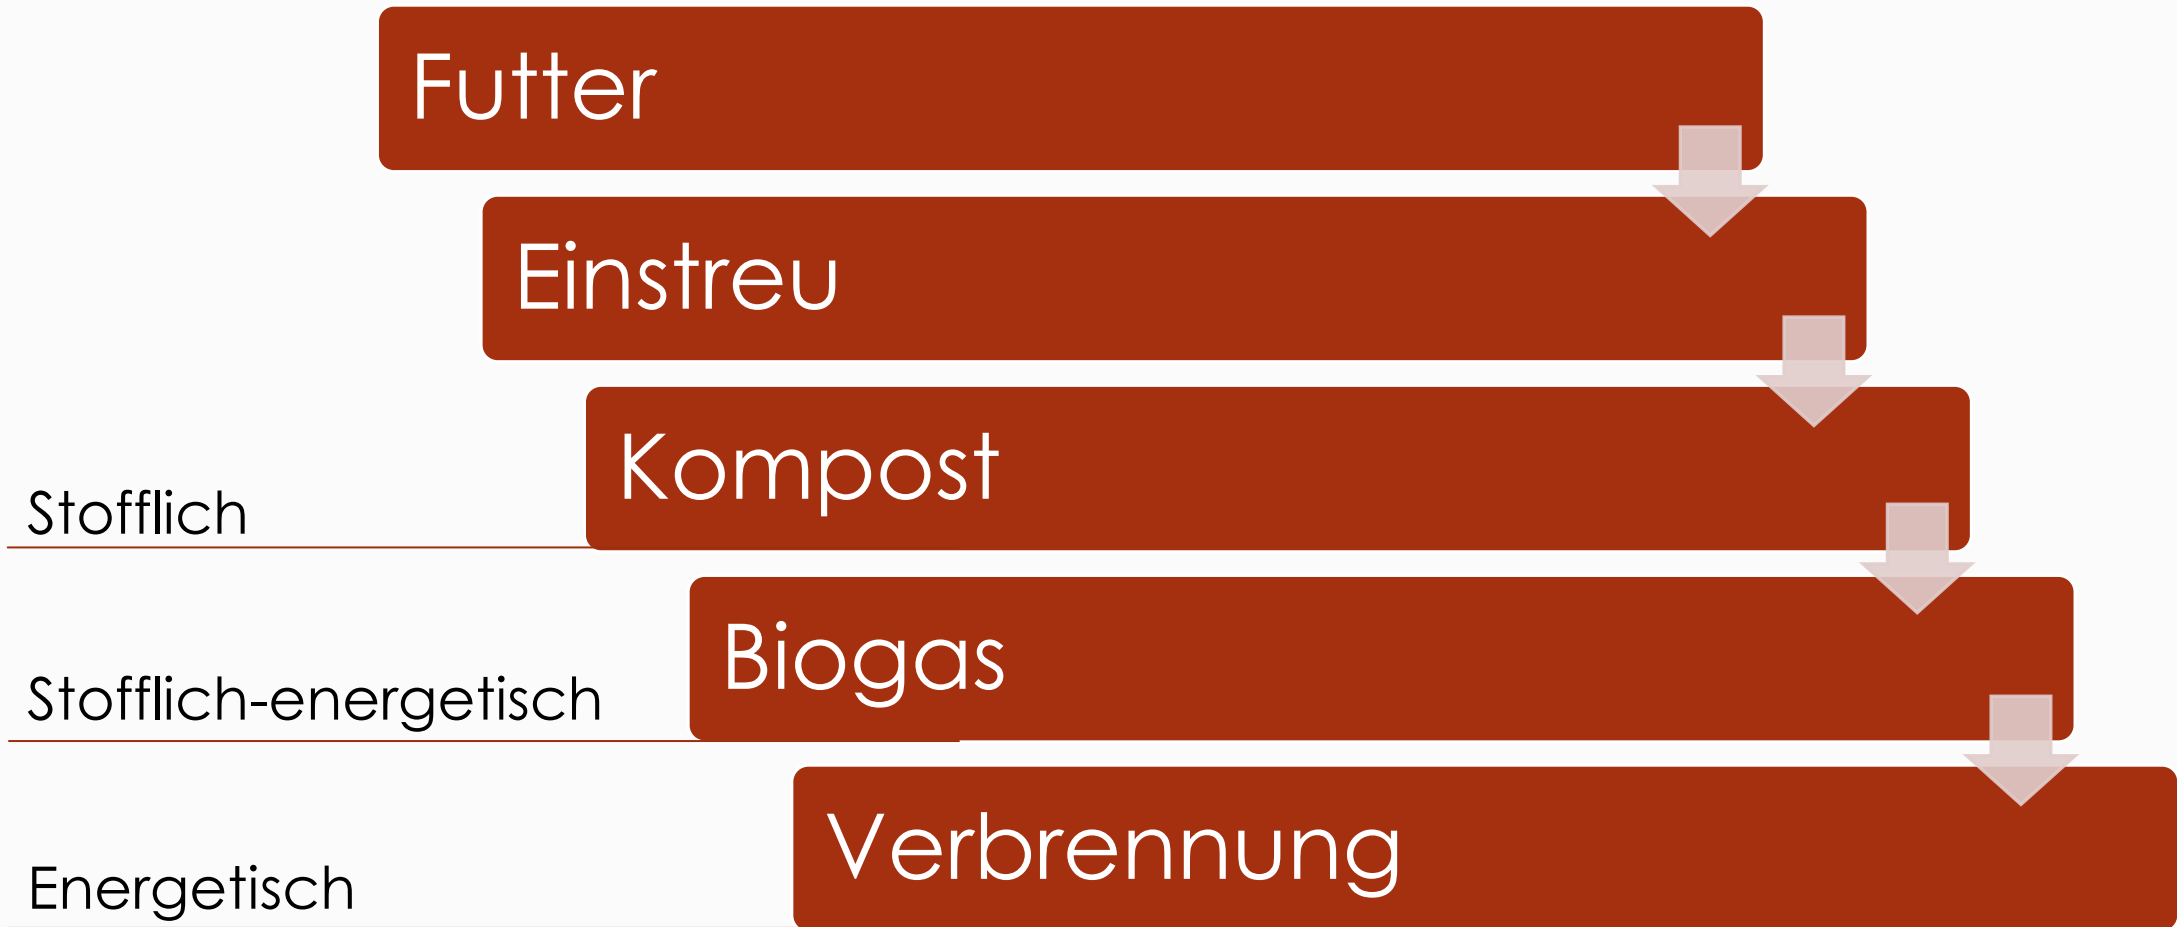 Futter
Einstreu
Kompost
Stofflich
Biogas
Stofflich-energetisch
Verbrennung
Energetisch